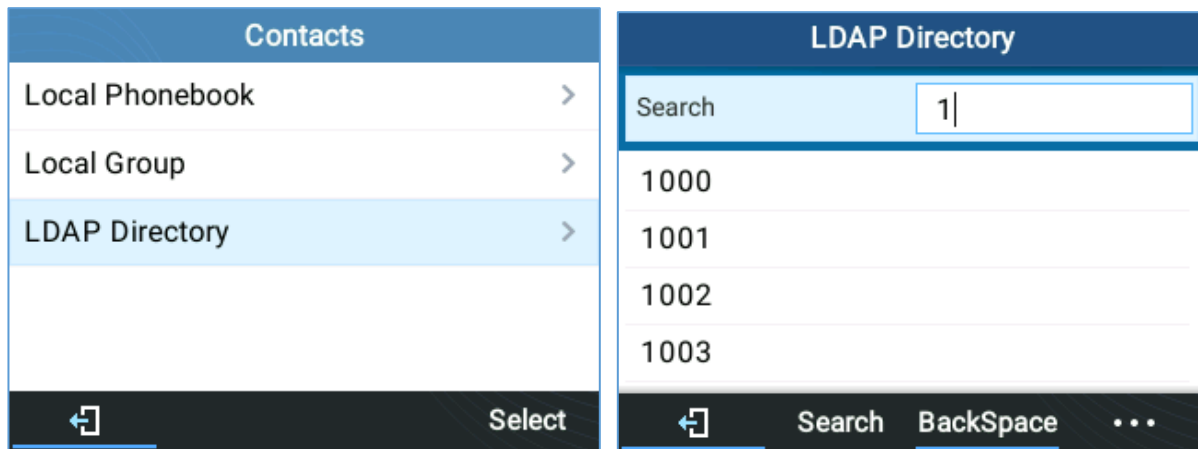 Contacts
Local Phonebook
Local Group
LDAP Directory
Select
LDAP Directory
Search 1
1000
1001
1002
1003
Search BackSpace ...